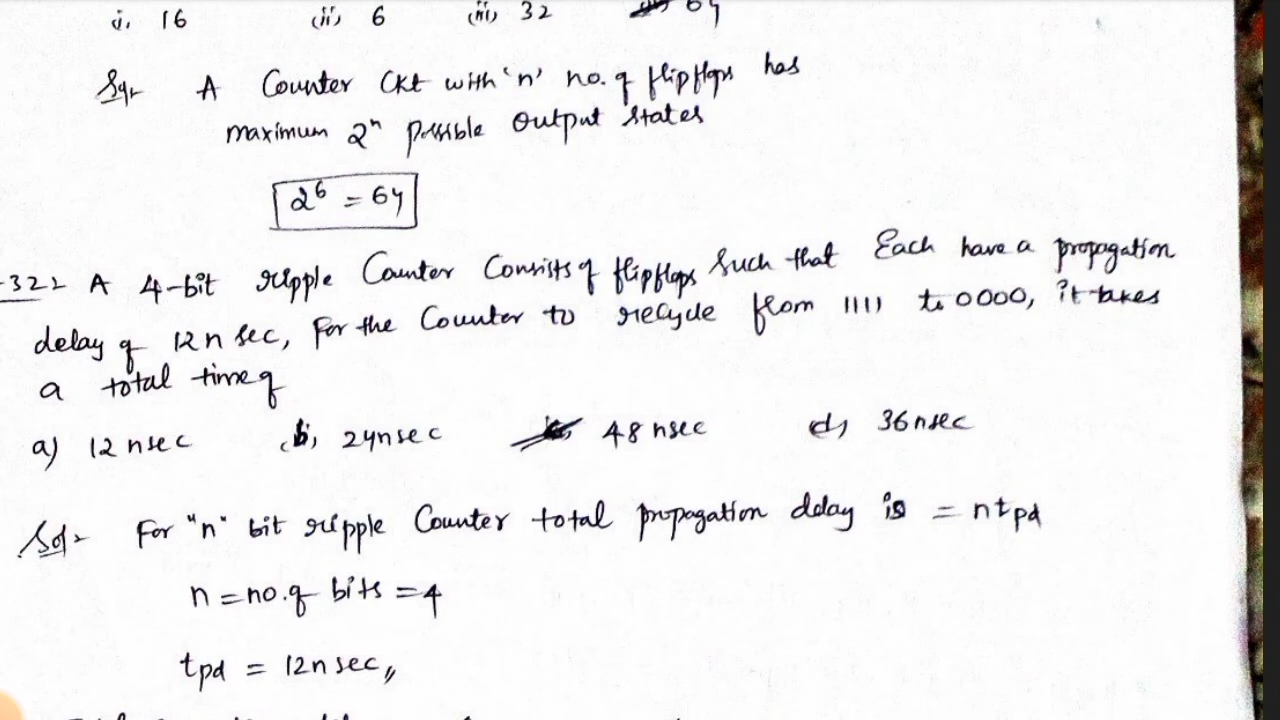 i. 16 (ii) 6 (iii) 32 64
Sol:- A Counter Ckt with 'n' no. of flipflops has
maximum 2ⁿ possible output states
2⁶ = 64
322 A 4-bit ripple Counter Consists of flipflops Such that Each have a propagation
delay of 12 n sec, For the Counter to recycle from 1111 to 0000, it takes
a total time of
a) 12 nsec (b) 24nsec 48 nsec d) 36nsec
Sol:- For "n" bit ripple Counter total propagation delay is = ntpd
n = no. of bits = 4
tpd = 12n sec,,